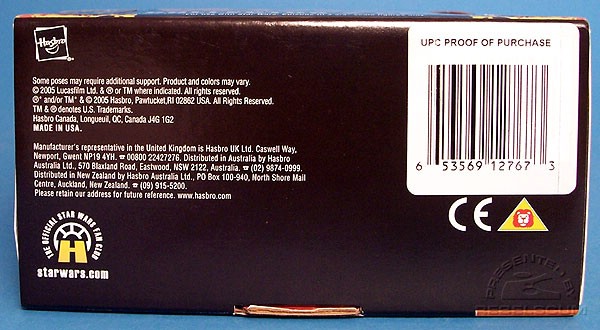 Hasbro
Some poses may require additional support. Product and colors may vary.
© 2005 Lucasfilm Ltd. & ® or TM where indicated. All rights reserved.
®* and/or TM* & © 2005 Hasbro, Pawtucket,RI 02862 USA. All Rights Reserved.
TM & ® denotes U.S. Trademarks.
Hasbro Canada, Longueuil, QC, Canada J4G 1G2
MADE IN USA.
Manufacturer's representative in the United Kingdom is Hasbro UK Ltd. Caswell Way,
Newport, Gwent NP19 4YH. ☎ 00800 22427276. Distributed in Australia by Hasbro
Australia Ltd., 570 Blaxland Road, Eastwood, NSW 2122, Australia. ☎ (02) 9874-0999.
Distributed in New Zealand by Hasbro Australia Ltd., PO Box 100-940, North Shore Mail
Centre, Auckland, New Zealand. ☎ (09) 915-5200.
Please retain our address for future reference. www.hasbro.com
THE OFFICIAL STAR WARS FAN CLUB
H
starwars.com
UPC PROOF OF PURCHASE
6 53569 12767 3
CE
PRESENTED BY
REBELSCUM